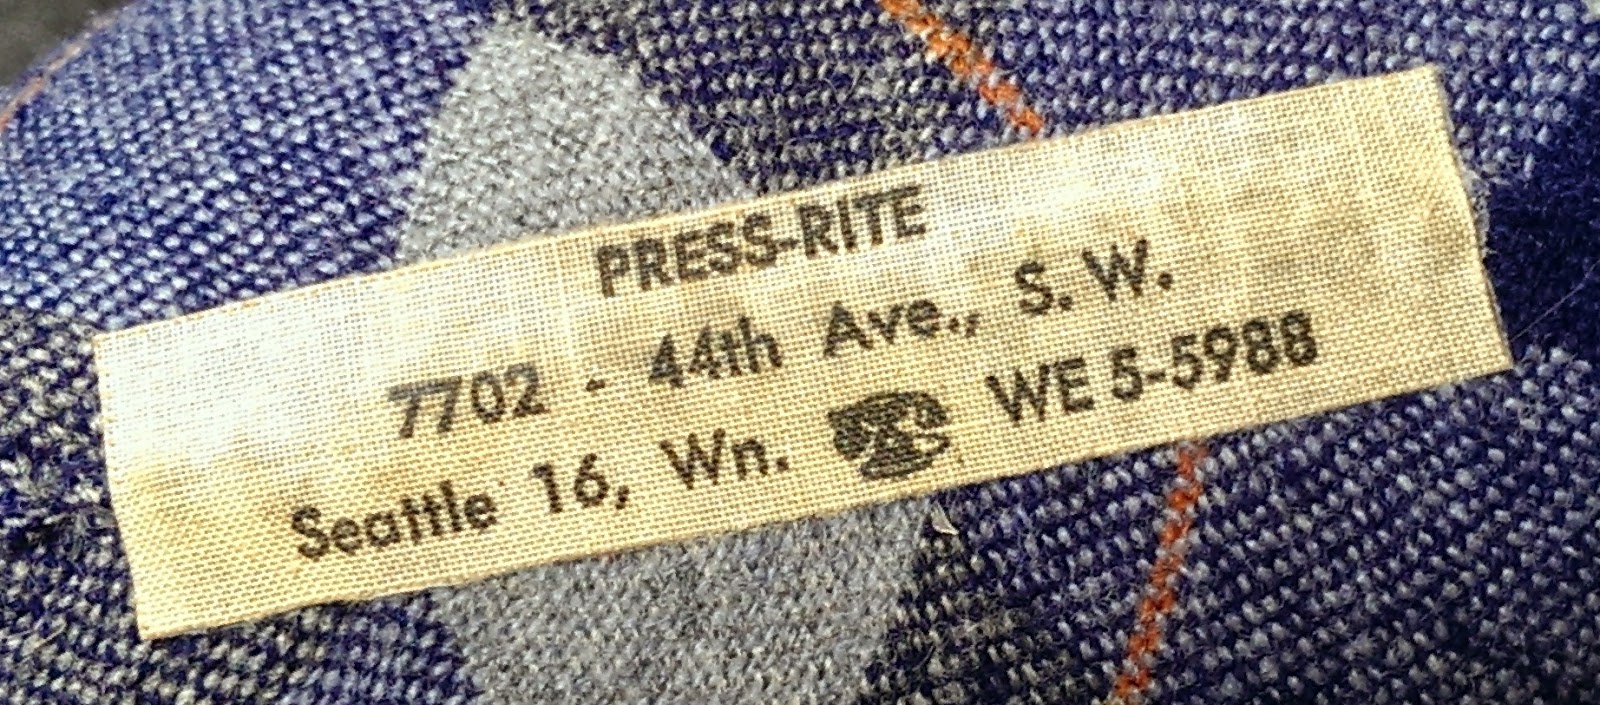 PRESS-RITE
7702 - 44th Ave., S. W.
Seattle 16, Wn. WE 5-5988